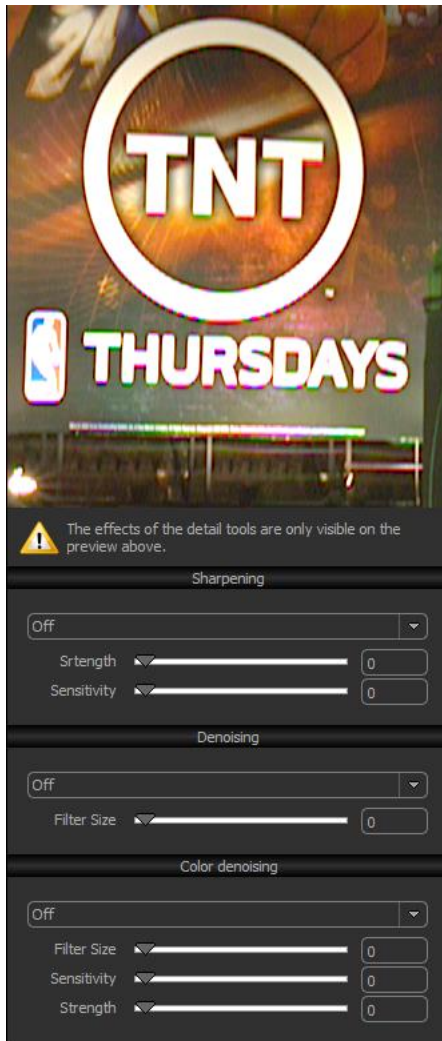 TNT
THURSDAYS
The effects of the detail tools are only visible on the
preview above.
Sharpening
Off
Srtength 0
Sensitivity 0
Denoising
Off
Filter Size 0
Color denoising
Off
Filter Size 0
Sensitivity 0
Strength 0